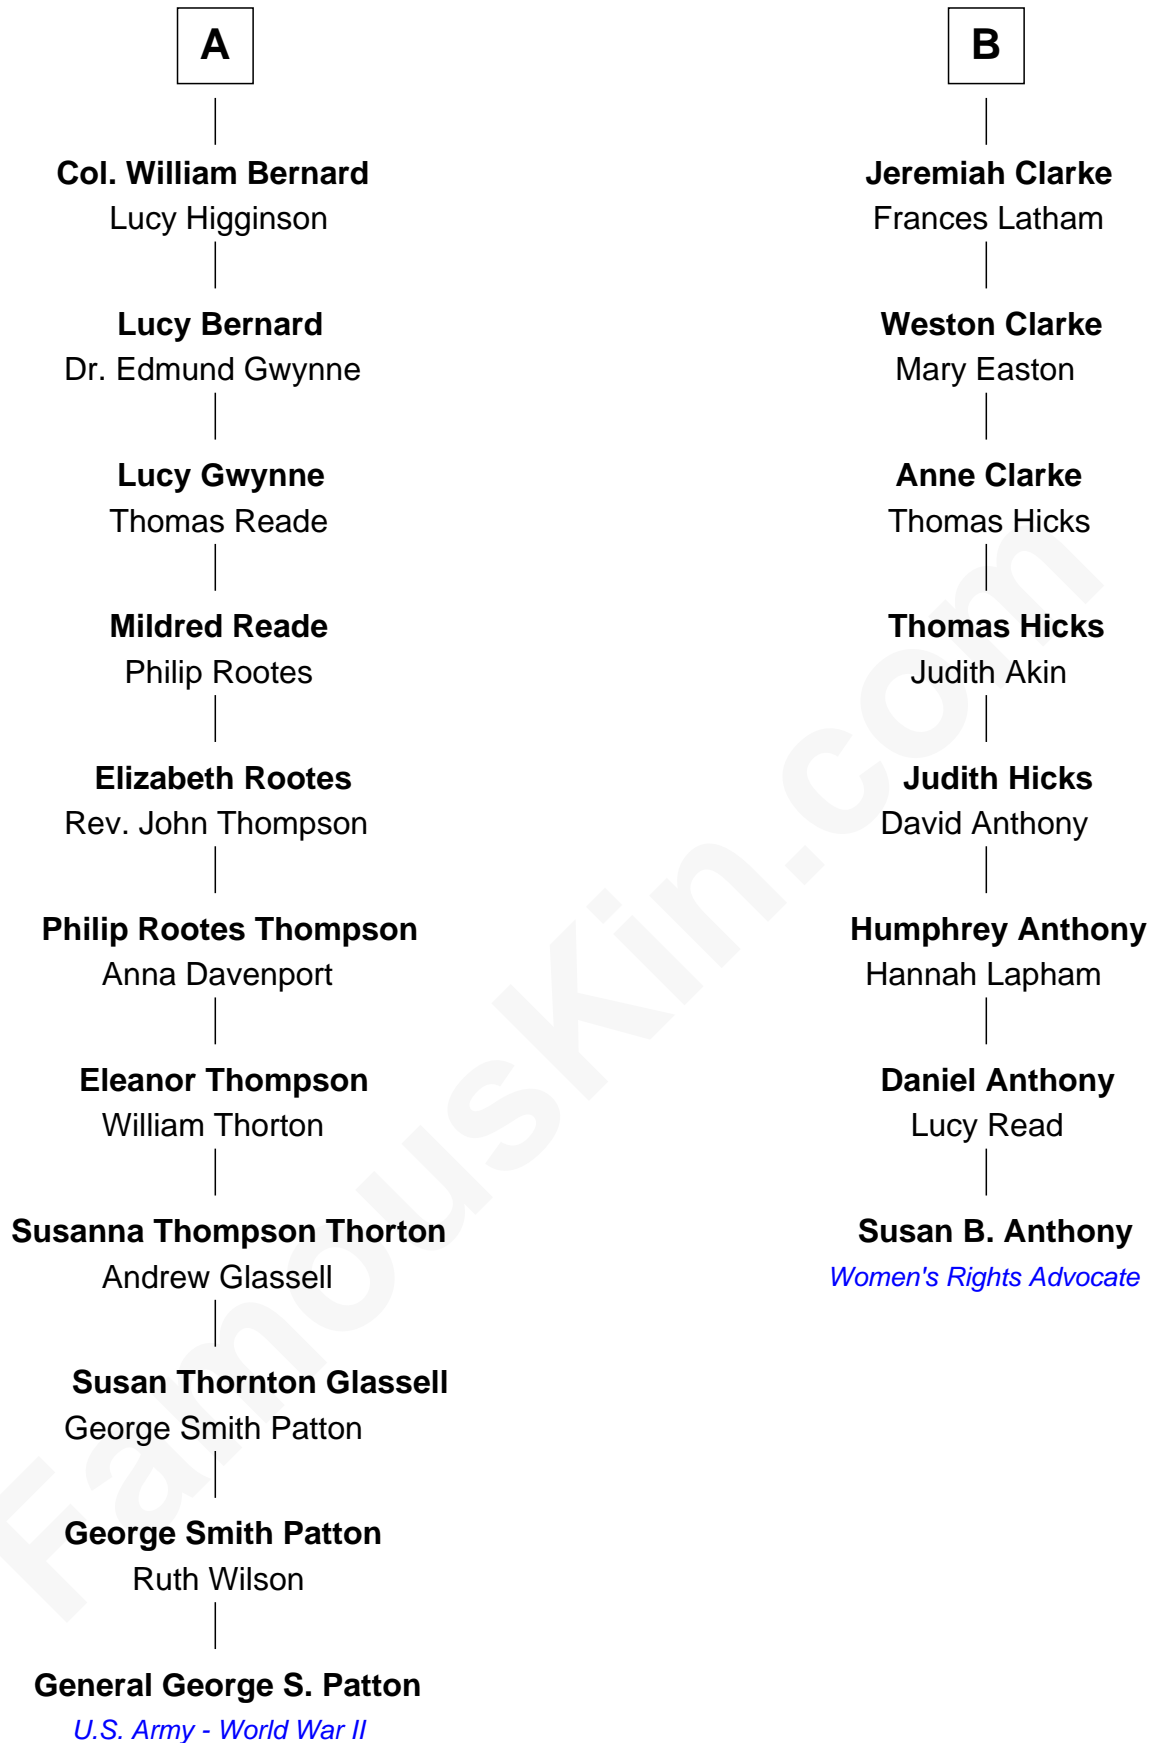 A
Col. William Bernard
Lucy Higginson
Lucy Bernard
Dr. Edmund Gwynne
Lucy Gwynne
Thomas Reade
Mildred Reade
Philip Rootes
Elizabeth Rootes
Rev. John Thompson
Philip Rootes Thompson
Anna Davenport
Eleanor Thompson
William Thorton
Susanna Thompson Thorton
Andrew Glassell
Susan Thornton Glassell
George Smith Patton
George Smith Patton
Ruth Wilson
General George S. Patton
U.S. Army - World War II
B
Jeremiah Clarke
Frances Latham
Weston Clarke
Mary Easton
Anne Clarke
Thomas Hicks
Thomas Hicks
Judith Akin
Judith Hicks
David Anthony
Humphrey Anthony
Hannah Lapham
Daniel Anthony
Lucy Read
Susan B. Anthony
Women's Rights Advocate
FamousKin.com